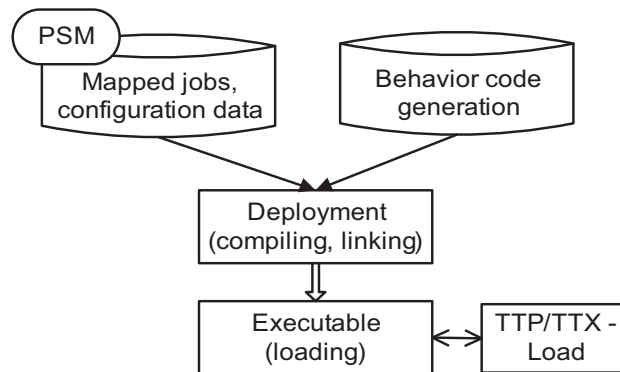 PSM
Mapped jobs,
configuration data
Behavior code
generation
Deployment
(compiling, linking)
Executable
(loading)
TTP/TTX -
Load